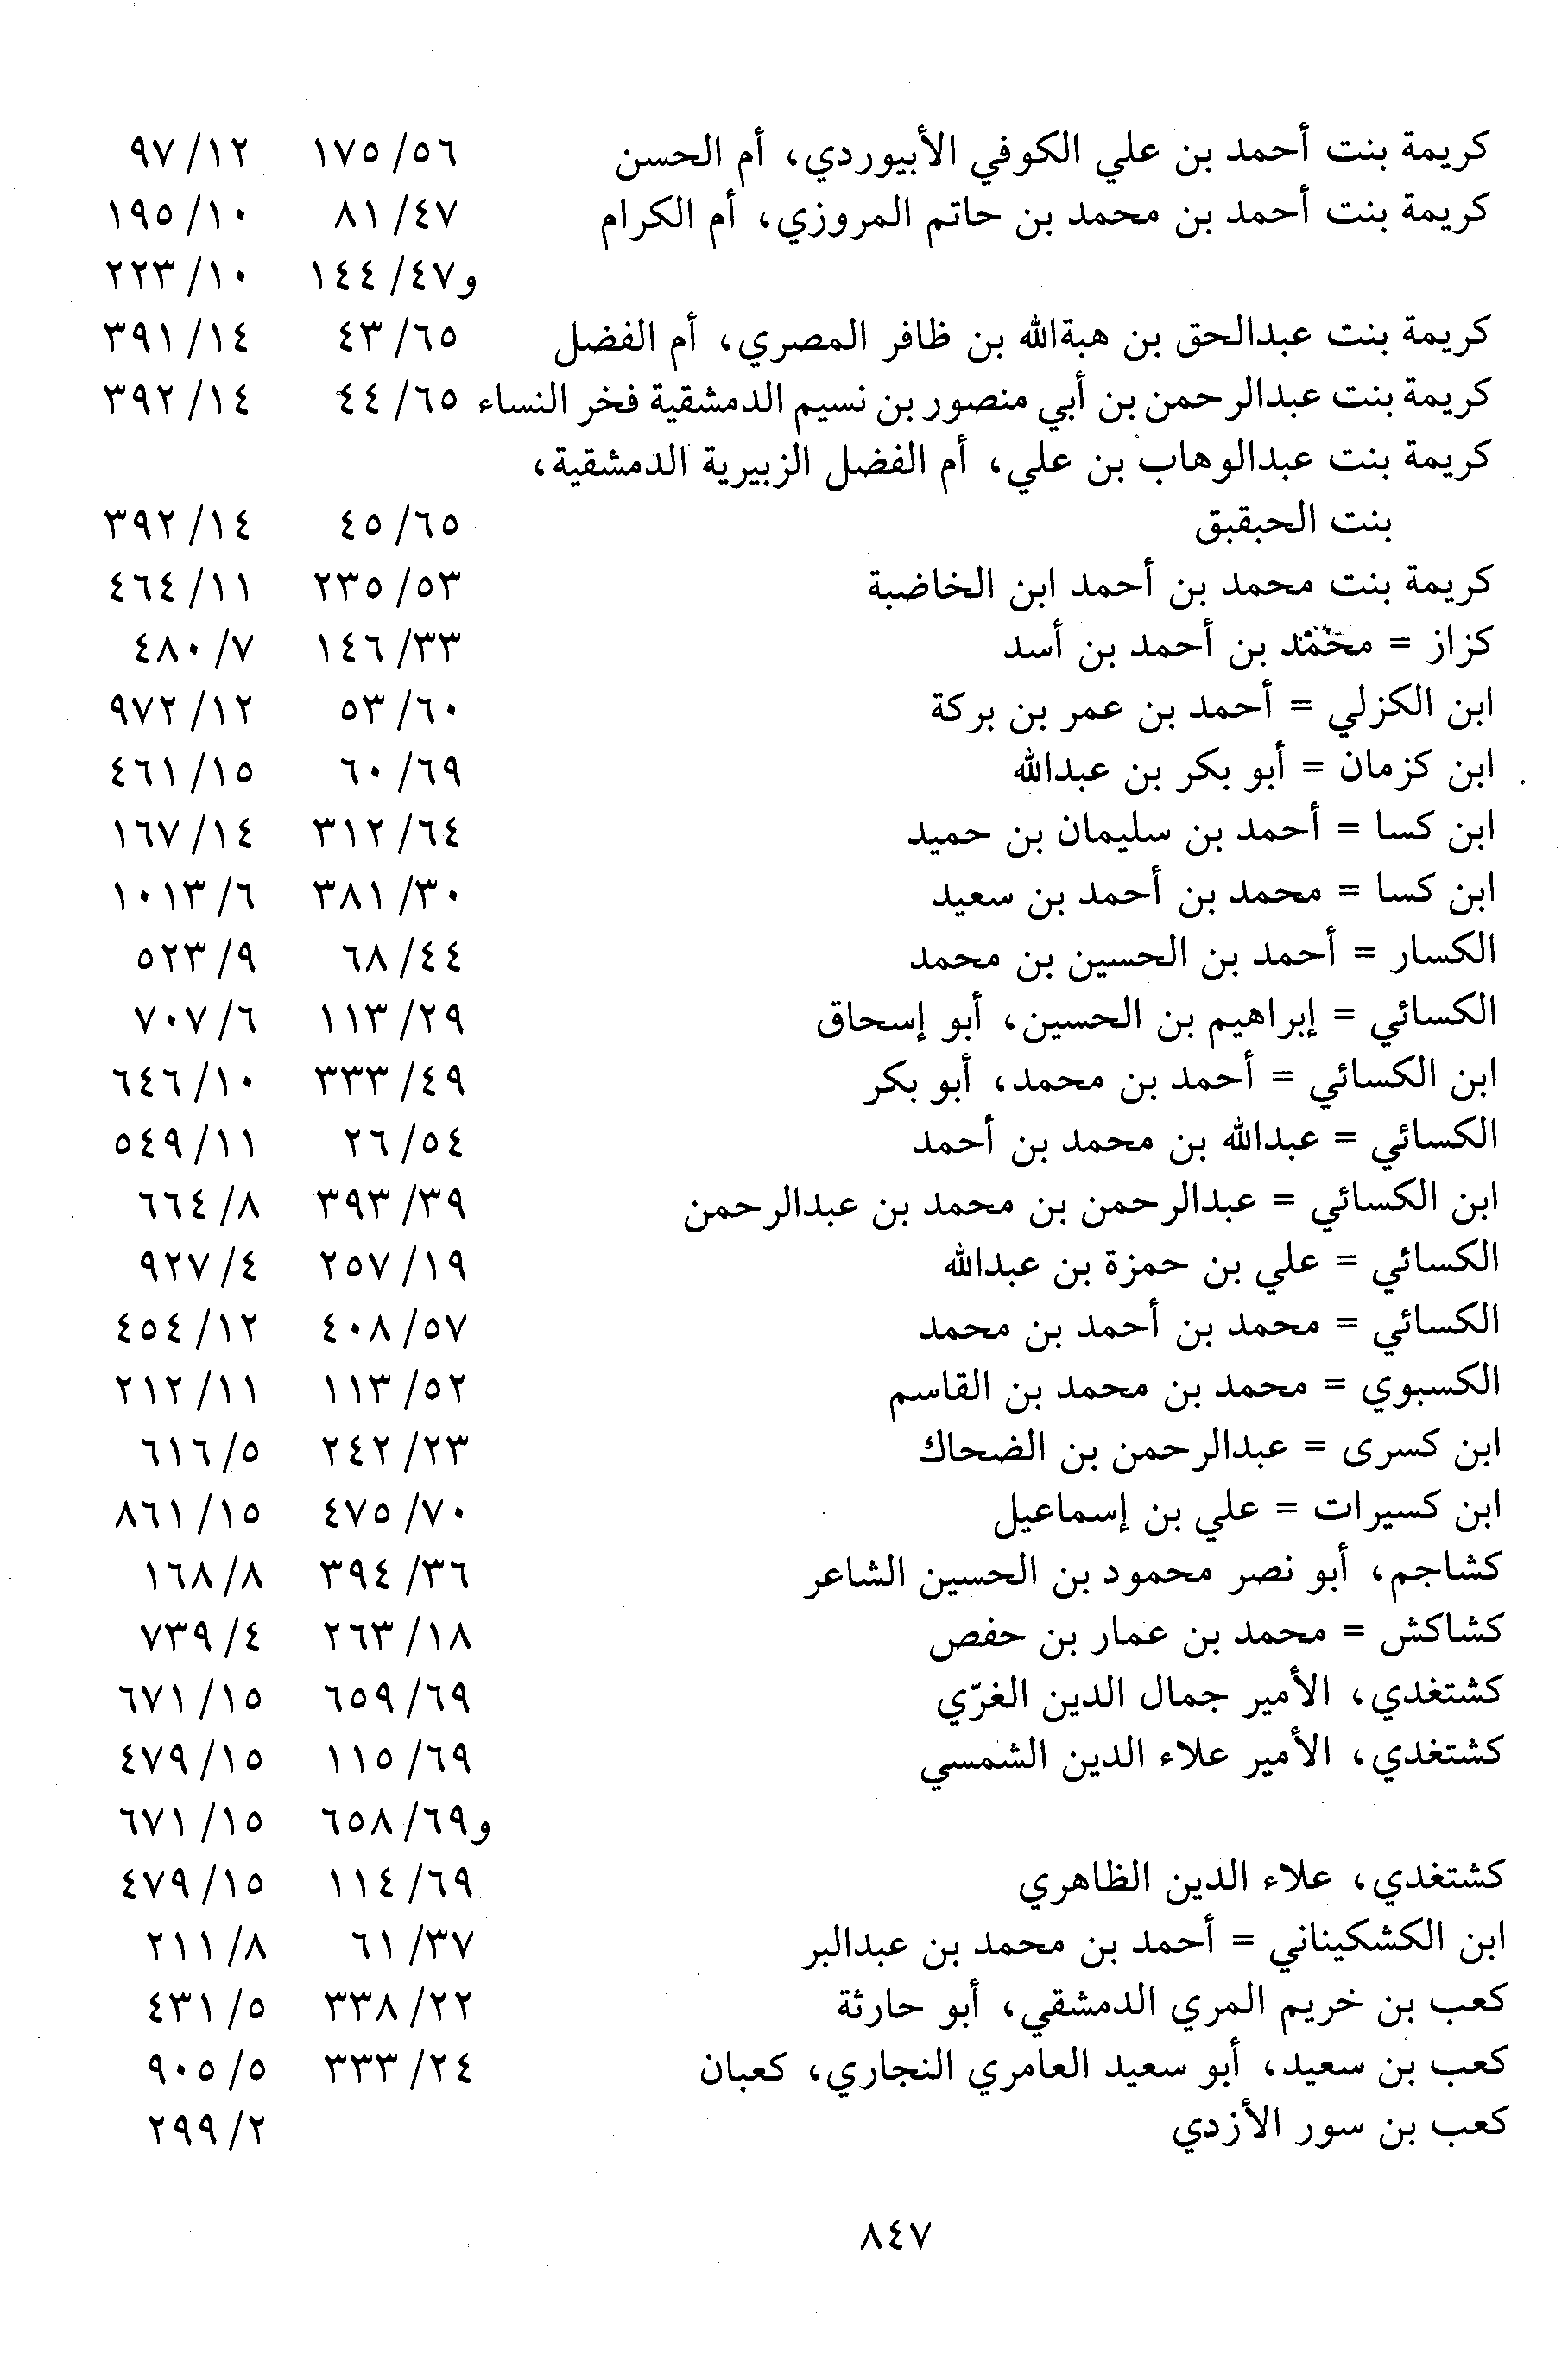 كريمة بنت أحمد بن علي الكوفي الأبيوردي، أم الحسن ٥٦/ ١٧٥ ١٢/ ٩٧
كريمة بنت أحمد بن محمد بن حاتم المروزي، أم الكرام ٤٧/ ٨١ ١٠/ ١٩٥
و٤٧/ ١٤٤ ١٠/ ٢٢٣
كريمة بنت عبدالحق بن هبةالله بن ظافر المصري، أم الفضل ٦٥/ ٤٣ ١٤/ ٣٩١
كريمة بنت عبدالرحمن بن أبي منصور بن نسيم الدمشقية فخر النساء ٦٥/ ٤٤ ١٤/ ٣٩٢
كريمة بنت عبدالوهاب بن علي، أم الفضل الزبيرية الدمشقية،
بنت الحبقبق ٦٥/ ٤٥ ١٤/ ٣٩٢
كريمة بنت محمد بن أحمد ابن الخاضبة ٥٣/ ٢٣٥ ١١/ ٤٦٤
كزاز = محمد بن أحمد بن أسد ٣٣/ ١٤٦ ٧/ ٤٨٠
ابن الكزلي = أحمد بن عمر بن بركة ٦٠/ ٥٣ ١٢/ ٩٧٢
ابن كزمان = أبو بكر بن عبدالله ٦٩/ ٦٠ ١٥/ ٤٦١
ابن كسا = أحمد بن سليمان بن حميد ٦٤/ ٣١٢ ١٤/ ١٦٧
ابن كسا = محمد بن أحمد بن سعيد ٣٠/ ٣٨١ ٦/ ١٠١٣
الكسار = أحمد بن الحسين بن محمد ٤٤/ ٦٨ ٩/ ٥٢٣
الكسائي = إبراهيم بن الحسين، أبو إسحاق ٢٩/ ١١٣ ٦/ ٧٠٧
ابن الكسائي = أحمد بن محمد، أبو بكر ٤٩/ ٣٣٣ ١٠/ ٦٤٦
الكسائي = عبدالله بن محمد بن أحمد ٥٤/ ٢٦ ١١/ ٥٤٩
ابن الكسائي = عبدالرحمن بن محمد بن عبدالرحمن ٣٩/ ٣٩٣ ٨/ ٦٦٤
الكسائي = علي بن حمزة بن عبدالله ١٩/ ٢٥٧ ٤/ ٩٢٧
الكسائي = محمد بن أحمد بن محمد ٥٧/ ٤٠٨ ١٢/ ٤٥٤
الكسبوي = محمد بن محمد بن القاسم ٥٢/ ١١٣ ١١/ ٢١٢
ابن كسرى = عبدالرحمن بن الضحاك ٢٣/ ٢٤٢ ٥/ ٦١٦
ابن كسيرات = علي بن إسماعيل ٧٠/ ٤٧٥ ١٥/ ٨٦١
كشاجم، أبو نصر محمود بن الحسين الشاعر ٣٦/ ٣٩٤ ٨/ ١٦٨
كشاكش = محمد بن عمار بن حفص ١٨/ ٢٦٣ ٤/ ٧٣٩
كشتغدي، الأمير جمال الدين الغزّي ٦٩/ ٦٥٩ ١٥/ ٦٧١
كشتغدي، الأمير علاء الدين الشمسي ٦٩/ ١١٥ ١٥/ ٤٧٩
و٦٩/ ٦٥٨ ١٥/ ٦٧١
كشتغدي، علاء الدين الظاهري ٦٩/ ١١٤ ١٥/ ٤٧٩
ابن الكشكيناني = أحمد بن محمد بن عبدالبر ٣٧/ ٦١ ٨/ ٢١١
كعب بن خريم المري الدمشقي، أبو حارثة ٢٢/ ٣٣٨ ٥/ ٤٣١
كعب بن سعيد، أبو سعيد العامري النجاري، كعبان ٢٤/ ٣٣٣ ٥/ ٩٠٥
كعب بن سور الأزدي ٢/ ٢٩٩
٨٤٧